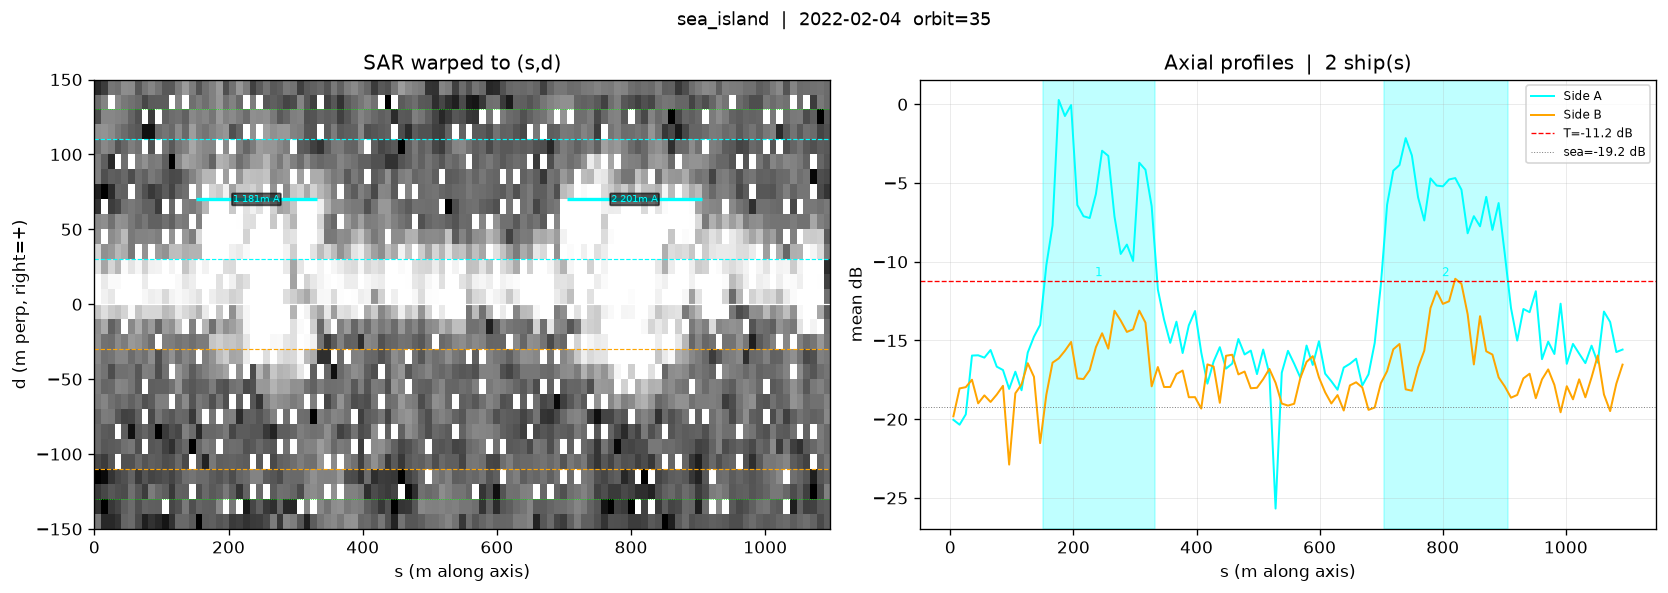 sea_island | 2022-02-04 orbit=35
SAR warped to (s,d)
150
100
50
0
−50
−100
−150
d (m perp, right=+)
1 181m A
2 201m A
0 200 400 600 800 1000
s (m along axis)
Axial profiles | 2 ship(s)
0
−5
−10
−15
−20
−25
mean dB
1
2
Side A
Side B
T=-11.2 dB
sea=-19.2 dB
0 200 400 600 800 1000
s (m along axis)